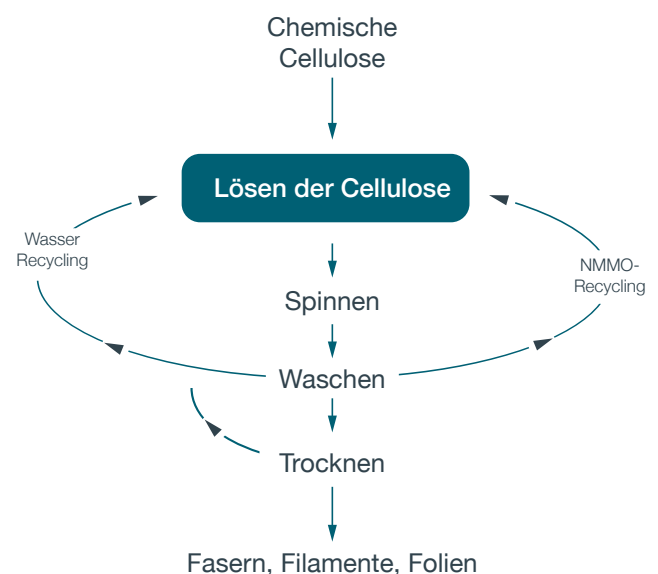 Chemische
Cellulose
Lösen der Cellulose
Wasser
Recycling
NMMO-
Recycling
Spinnen
Waschen
Trocknen
Fasern, Filamente, Folien